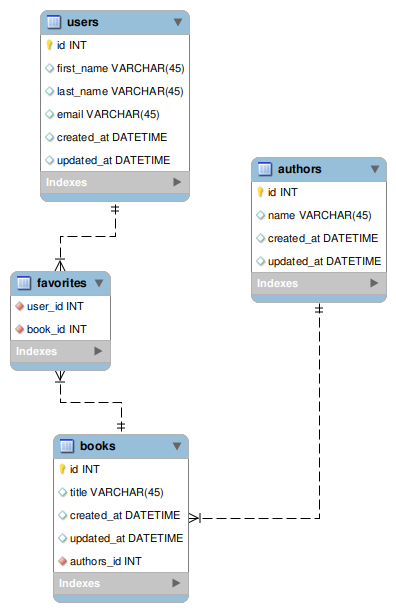 users
id INT
first_name VARCHAR(45)
last_name VARCHAR(45)
email VARCHAR(45)
created_at DATETIME
updated_at DATETIME
Indexes
authors
id INT
name VARCHAR(45)
created_at DATETIME
updated_at DATETIME
Indexes
favorites
user_id INT
book_id INT
Indexes
books
id INT
title VARCHAR(45)
created_at DATETIME
updated_at DATETIME
authors_id INT
Indexes